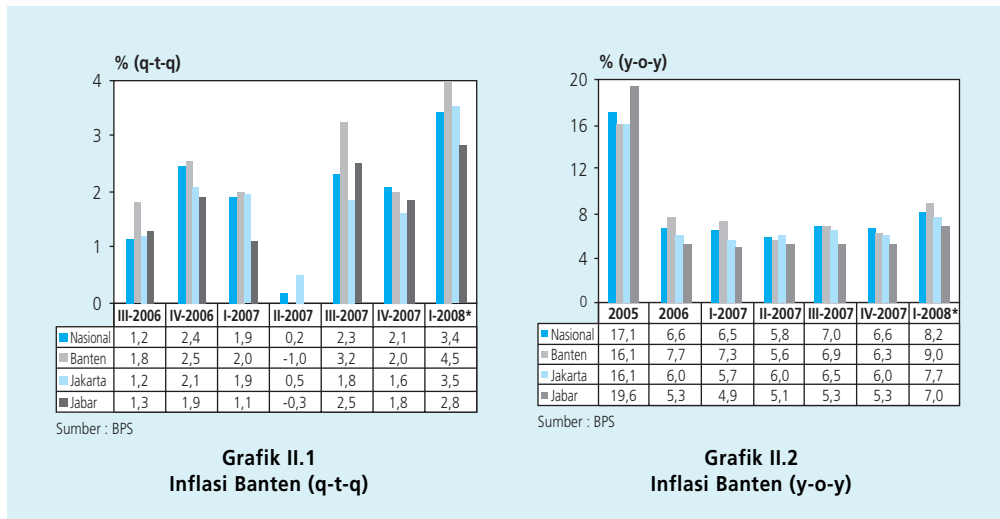 % (q-t-q)
4
3
2
1
0
III-2006 IV-2006 I-2007 II-2007 III-2007 IV-2007 I-2008*
Nasional 1,2 2,4 1,9 0,2 2,3 2,1 3,4
Banten 1,8 2,5 2,0 -1,0 3,2 2,0 4,5
Jakarta 1,2 2,1 1,9 0,5 1,8 1,6 3,5
Jabar 1,3 1,9 1,1 -0,3 2,5 1,8 2,8
Sumber : BPS
Grafik II.1
Inflasi Banten (q-t-q)
% (y-o-y)
20
16
12
8
4
0
2005 2006 I-2007 II-2007 III-2007 IV-2007 I-2008*
Nasional 17,1 6,6 6,5 5,8 7,0 6,6 8,2
Banten 16,1 7,7 7,3 5,6 6,9 6,3 9,0
Jakarta 16,1 6,0 5,7 6,0 6,5 6,0 7,7
Jabar 19,6 5,3 4,9 5,1 5,3 5,3 7,0
Sumber : BPS
Grafik II.2
Inflasi Banten (y-o-y)